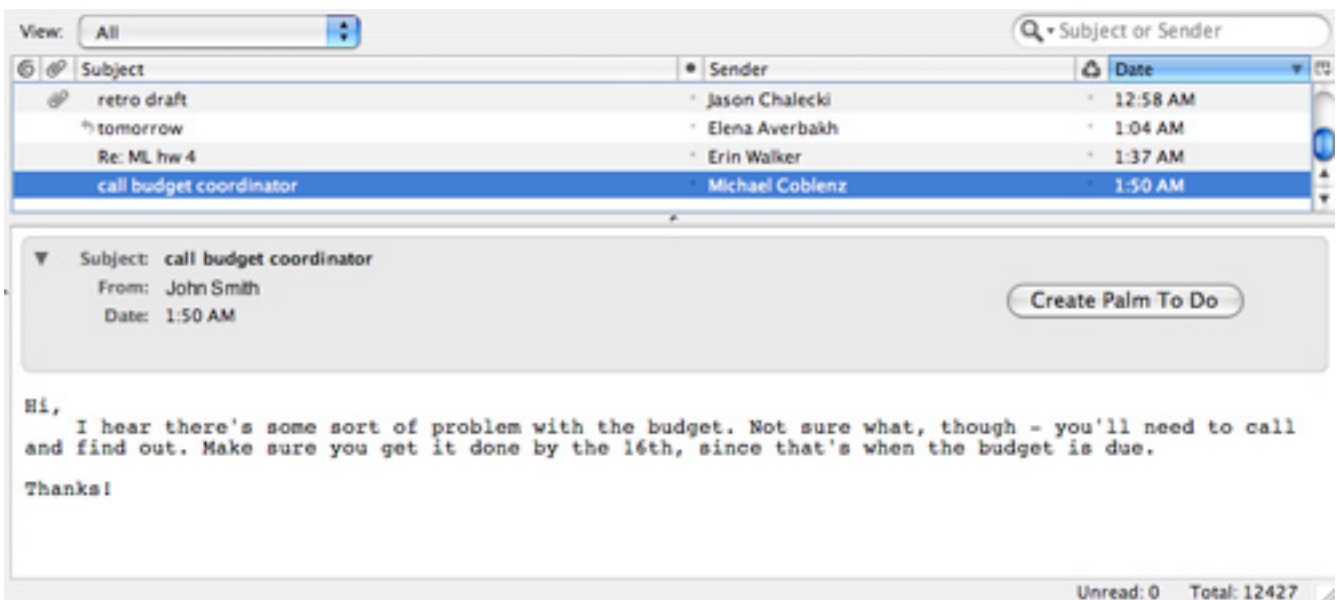 View: All Subject or Sender
Subject Sender Date
retro draft Jason Chalecki 12:58 AM
tomorrow Elena Averbakh 1:04 AM
Re: ML hw 4 Erin Walker 1:37 AM
call budget coordinator Michael Coblenz 1:50 AM
Subject: call budget coordinator
From: John Smith
Create Palm To Do
Date: 1:50 AM
Hi,
I hear there's some sort of problem with the budget. Not sure what, though - you'll need to call
and find out. Make sure you get it done by the 16th, since that's when the budget is due.
Thanks!
Unread: 0 Total: 12427